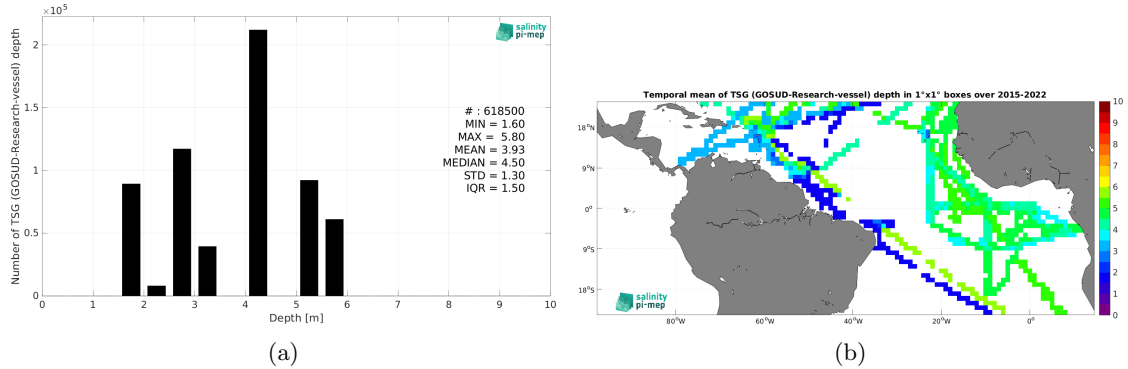 ×10⁵
2
1.5
1
0.5
0
Number of TSG (GOSUD-Research-vessel) depth
0 1 2 3 4 5 6 7 8 9 10
Depth [m]
salinity
pi-mep
# : 618500
MIN = 1.60
MAX = 5.80
MEAN = 3.93
MEDIAN = 4.50
STD = 1.30
IQR = 1.50
(a)
Temporal mean of TSG (GOSUD-Research-vessel) depth in 1°x1° boxes over 2015-2022
18°N
9°N
0°
9°S
18°S
80°W 60°W 40°W 20°W 0°
salinity
pi-mep
10
9
8
7
6
5
4
3
2
1
0
(b)